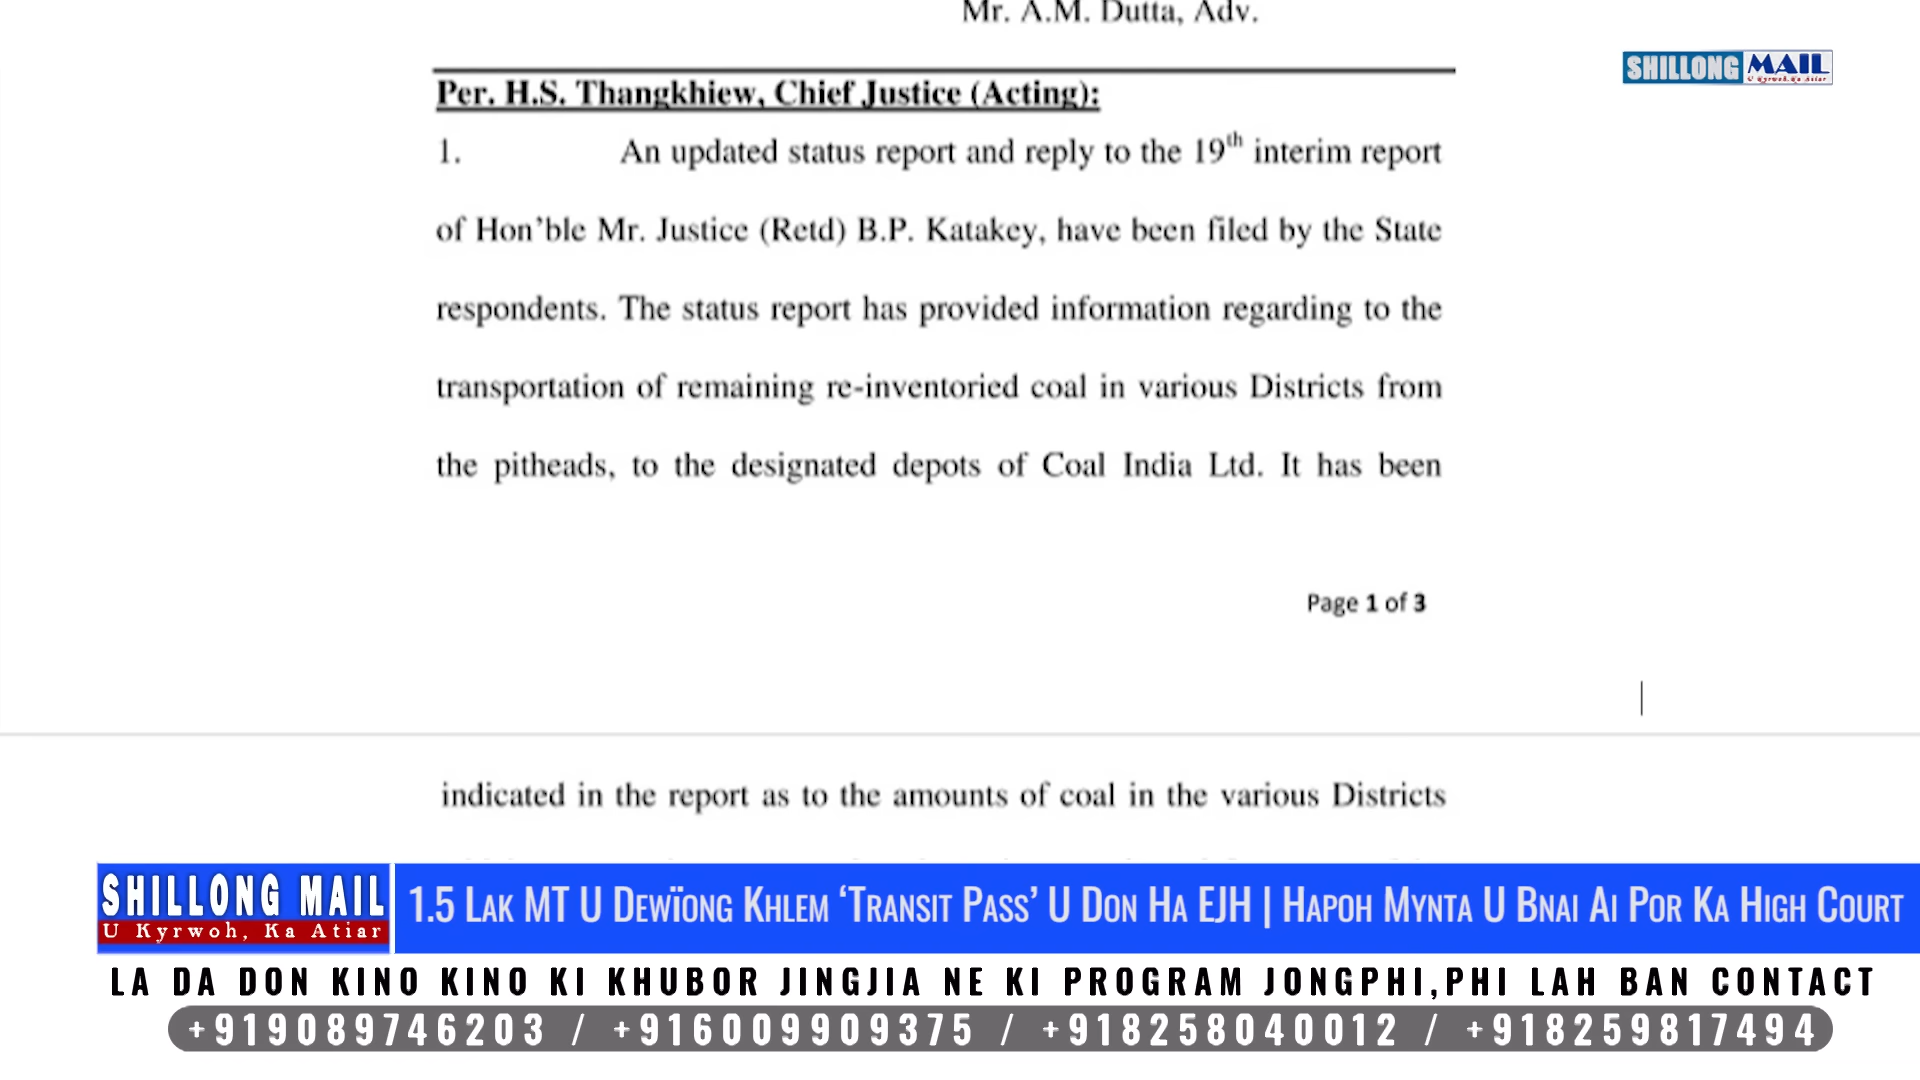 Mr. A.M. Dutta, Adv.
SHILLONG MAIL
U Kyrwoh, Ka Atiar
Per. H.S. Thangkhiew, Chief Justice (Acting):
1. An updated status report and reply to the 19th interim report
of Hon’ble Mr. Justice (Retd) B.P. Katakey, have been filed by the State
respondents. The status report has provided information regarding to the
transportation of remaining re-inventoried coal in various Districts from
the pitheads, to the designated depots of Coal India Ltd. It has been
Page 1 of 3
indicated in the report as to the amounts of coal in the various Districts
SHILLONG MAIL
U Kyrwoh, Ka Atiar
1.5 Lak MT U Dewïong Khlem ‘Transit Pass’ U Don Ha EJH | Hapoh Mynta U Bnai Ai Por Ka High Court
LA DA DON KINO KINO KI KHUBOR JINGJIA NE KI PROGRAM JONGPHI,PHI LAH BAN CONTACT
+919089746203 / +916009909375 / +918258040012 / +918259817494